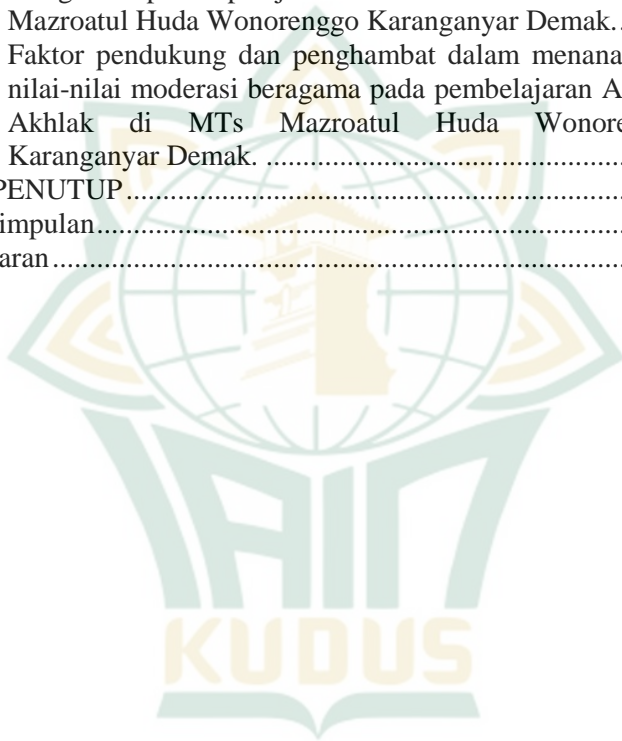 Mazroatul Huda Wonorenggo Karanganyar Demak..
Faktor pendukung dan penghambat dalam menana
nilai-nilai moderasi beragama pada pembelajaran A
Akhlak di MTs Mazroatul Huda Wonore
Karanganyar Demak. ..........................................................
PENUTUP ..............................................................................
impulan...................................................................................
aran..........................................................................................
IAIN
KUDUS